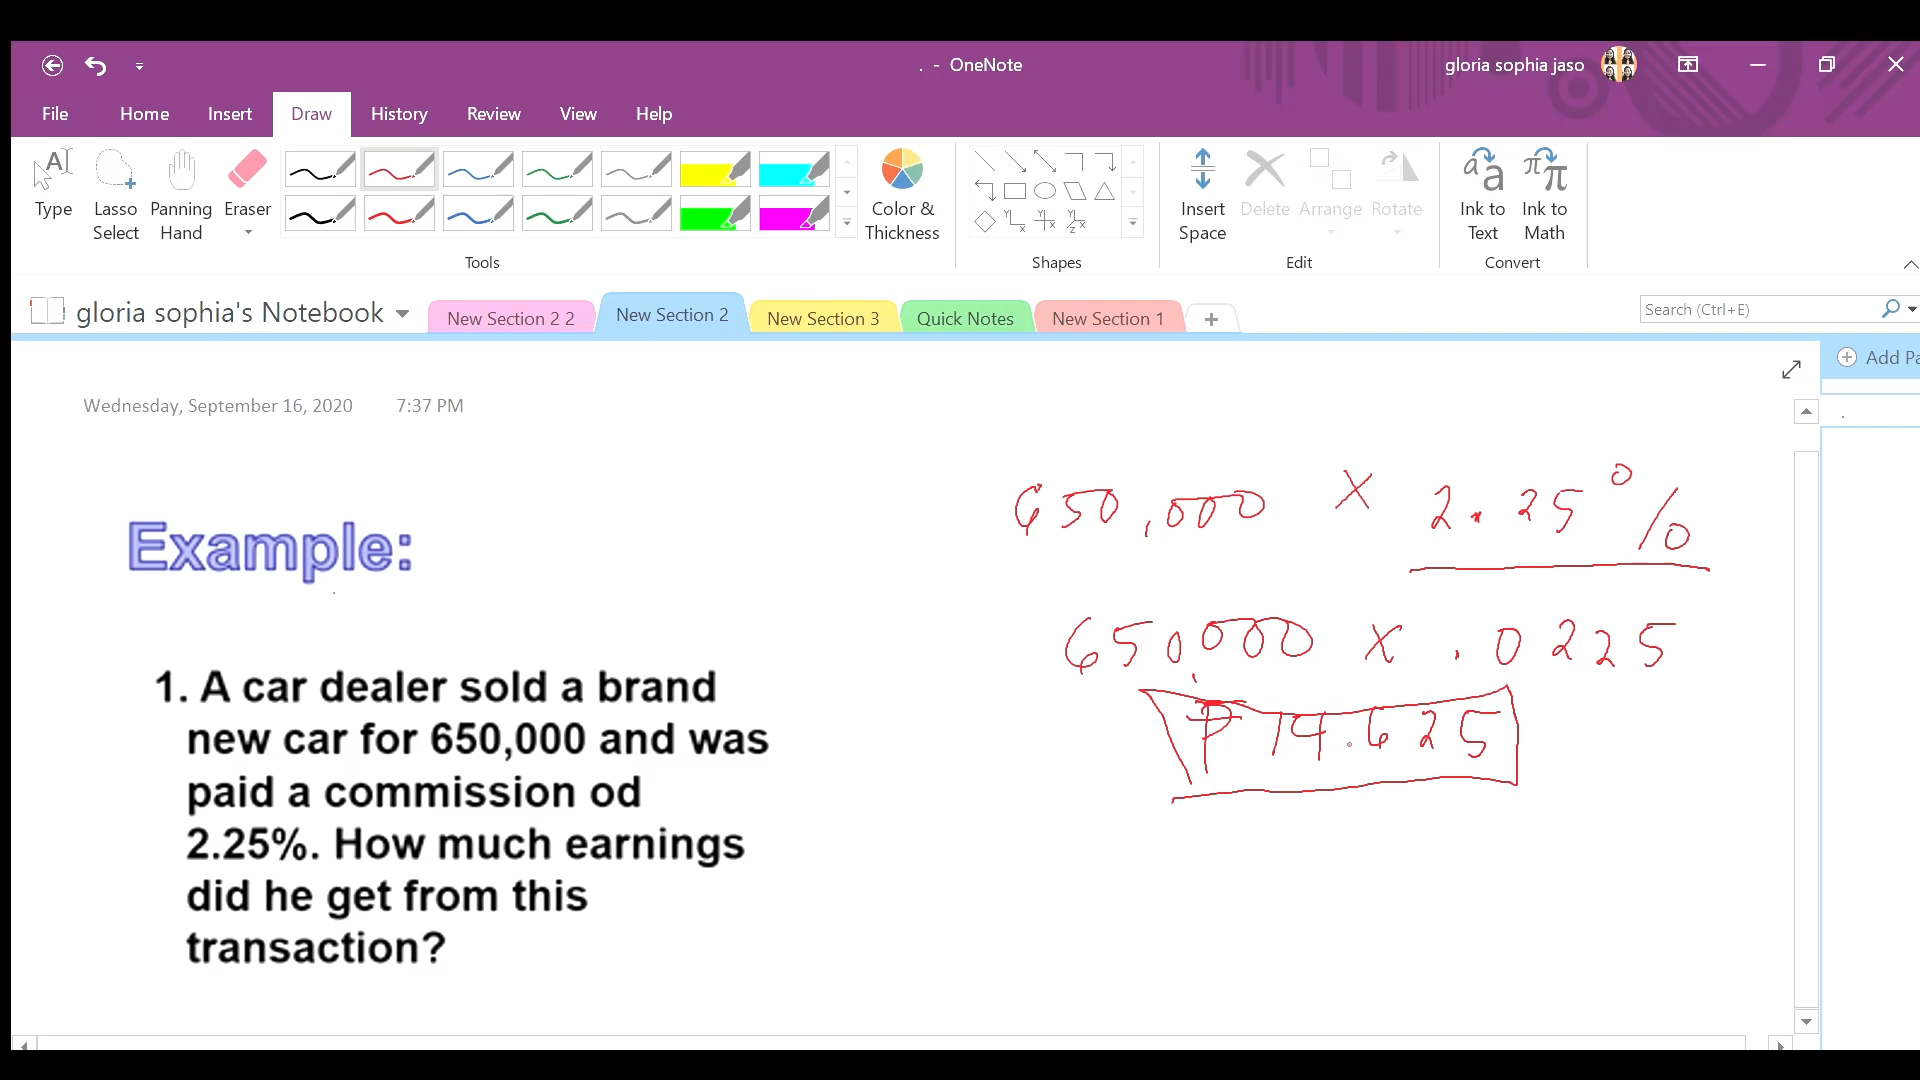 . - OneNote
gloria sophia jaso
File Home Insert Draw History Review View Help
Type
Lasso Select
Panning Hand
Eraser
Color & Thickness
Insert Space
Delete
Arrange
Rotate
Ink to Text
Ink to Math
Tools
Shapes
Edit
Convert
gloria sophia's Notebook
New Section 2 2
New Section 2
New Section 3
Quick Notes
New Section 1
Search (Ctrl+E)
Add Pa
Wednesday, September 16, 2020 7:37 PM
Example:
1. A car dealer sold a brand
new car for 650,000 and was
paid a commission od
2.25%. How much earnings
did he get from this
transaction?
650,000 x 2.25%
650,000 x .0225
₱ 14.625